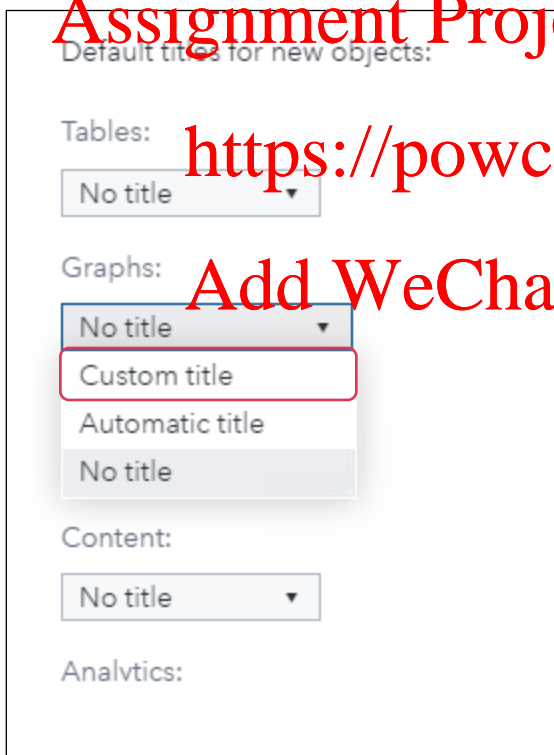 Assignment Proj
Default titles for new objects:
Tables:
https://powc
No title
Graphs:
Add WeCha
No title
Custom title
Automatic title
No title
Content:
No title
Analytics: